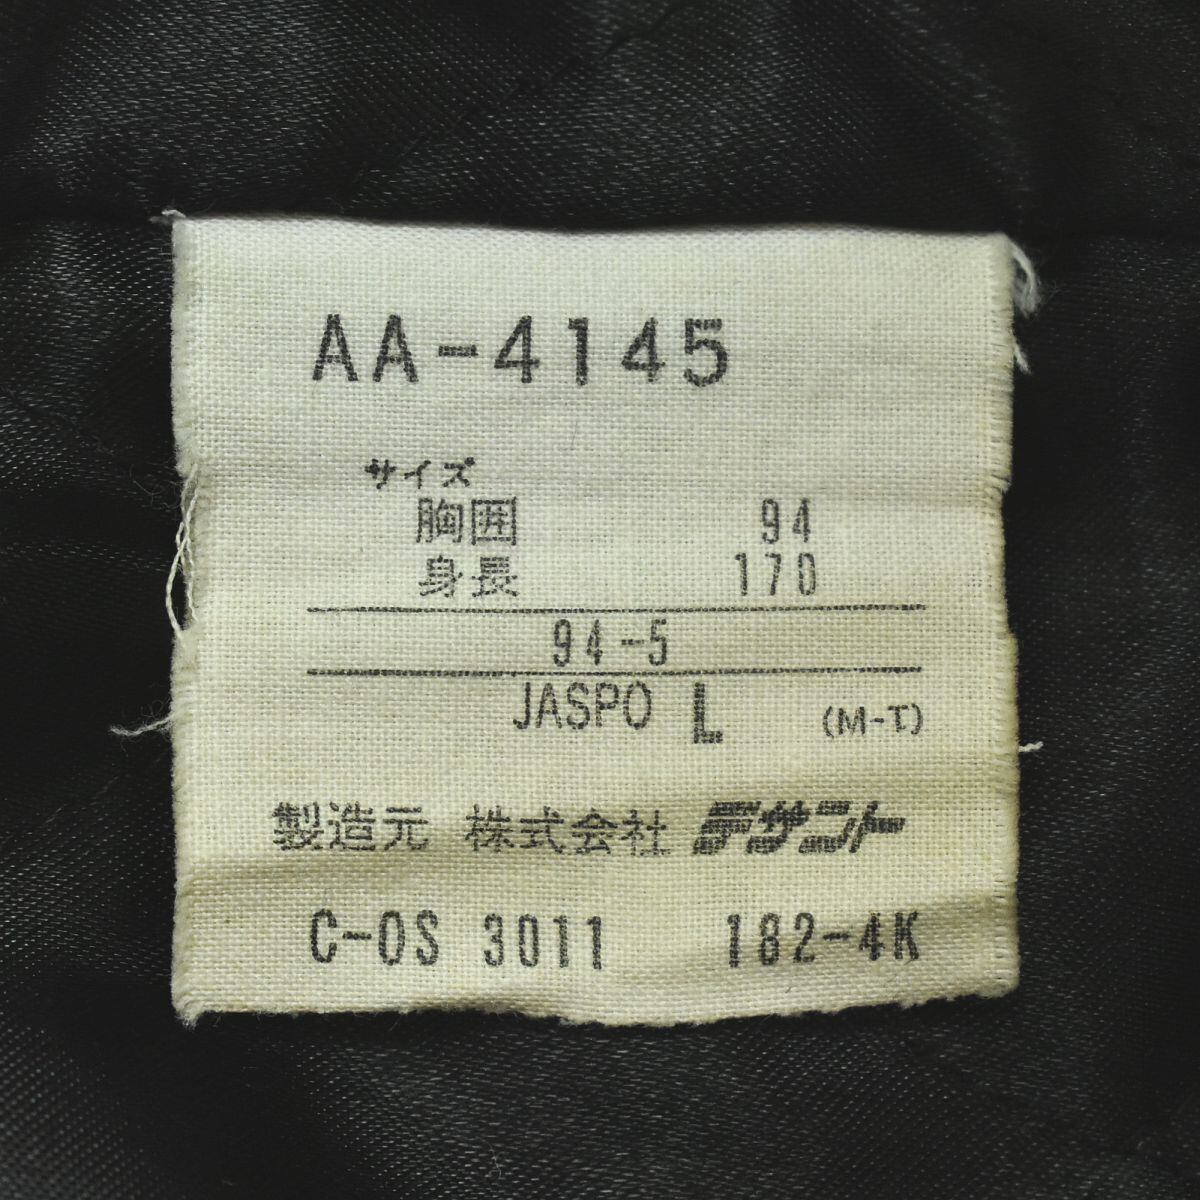 AA-4145
サイズ
胸囲 94
身長 170
94-5
JASPO L (M-T)
製造元 株式会社 デサント
C-OS 3011 182-4K